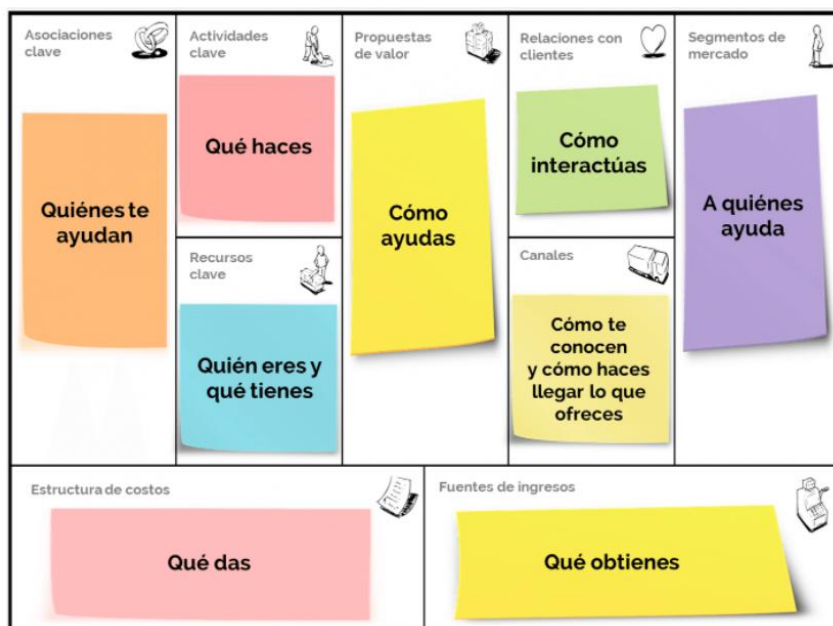 Asociaciones
clave
Quiénes te
ayudan
Actividades
clave
Qué haces
Recursos
clave
Quién eres y
qué tienes
Propuestas
de valor
Cómo
ayudas
Relaciones con
clientes
Cómo
interactúas
Canales
Cómo te
conocen
y cómo haces
llegar lo que
ofreces
Segmentos de
mercado
A quiénes
ayuda
Estructura de costos
Qué das
Fuentes de ingresos
Qué obtienes